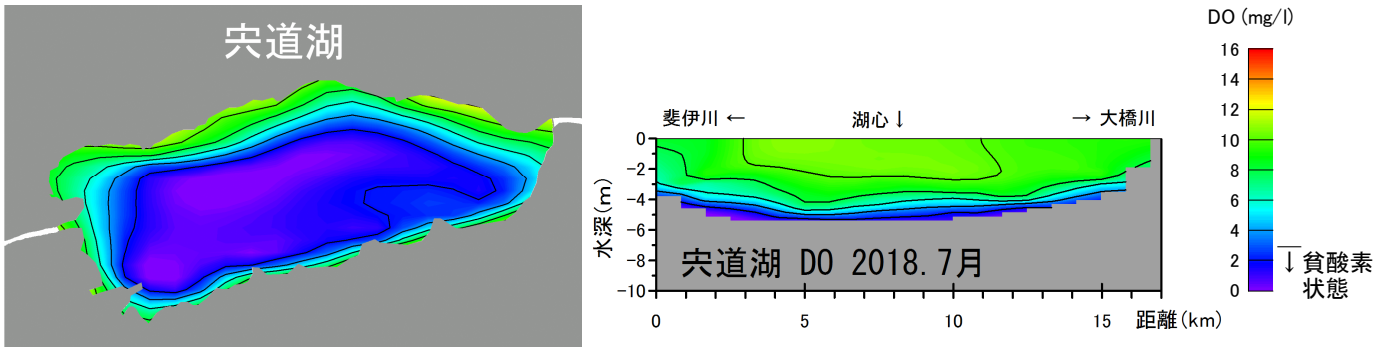 宍道湖
DO (mg/l)
16
14
12
10
8
6
4
2
0
↓貧酸素
状態
斐伊川 ←
湖心↓
→ 大橋川
水深(m)
0
−2
−4
−6
−8
−10
宍道湖 DO 2018.7月
0
5
10
15
距離(km)